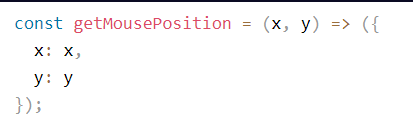 const getMousePosition = (x, y) => ({
  x: x,
  y: y
});